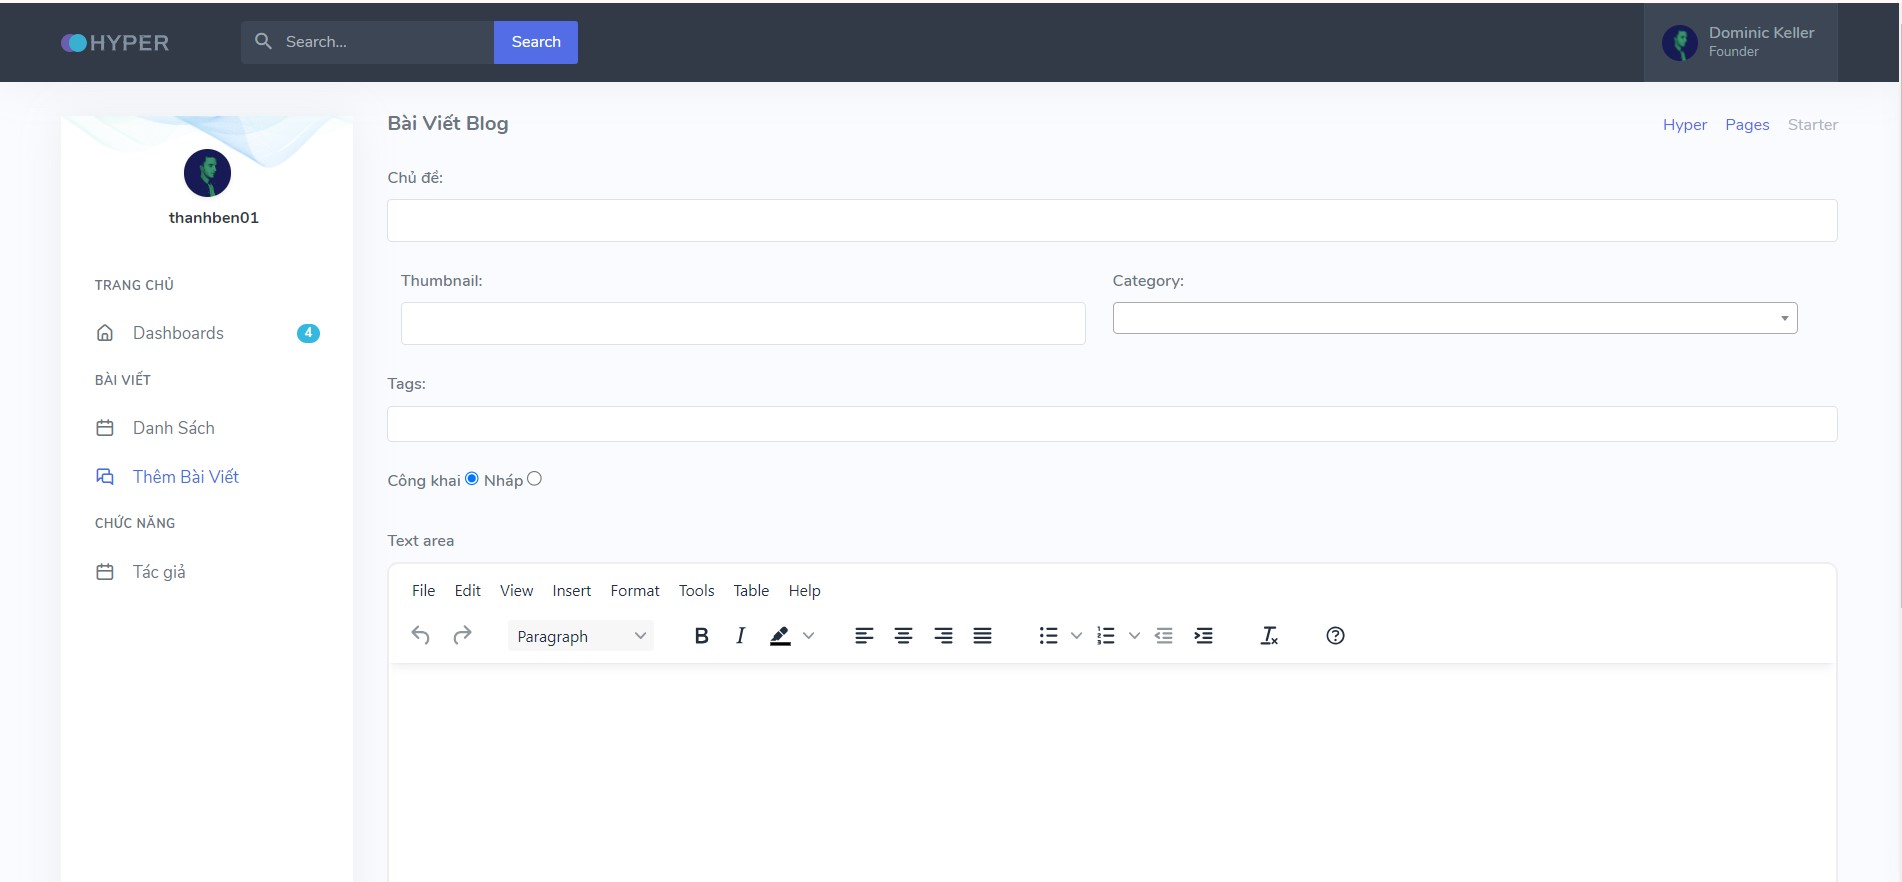 HYPER
Search...
Search
Dominic Keller
Founder
thanhben01
TRANG CHỦ
Dashboards 4
BÀI VIẾT
Danh Sách
Thêm Bài Viết
CHỨC NĂNG
Tác giả
Bài Viết Blog
Hyper Pages Starter
Chủ đề:
Thumbnail:
Category:
Tags:
Công khai Nháp
Text area
File Edit View Insert Format Tools Table Help
Paragraph B I